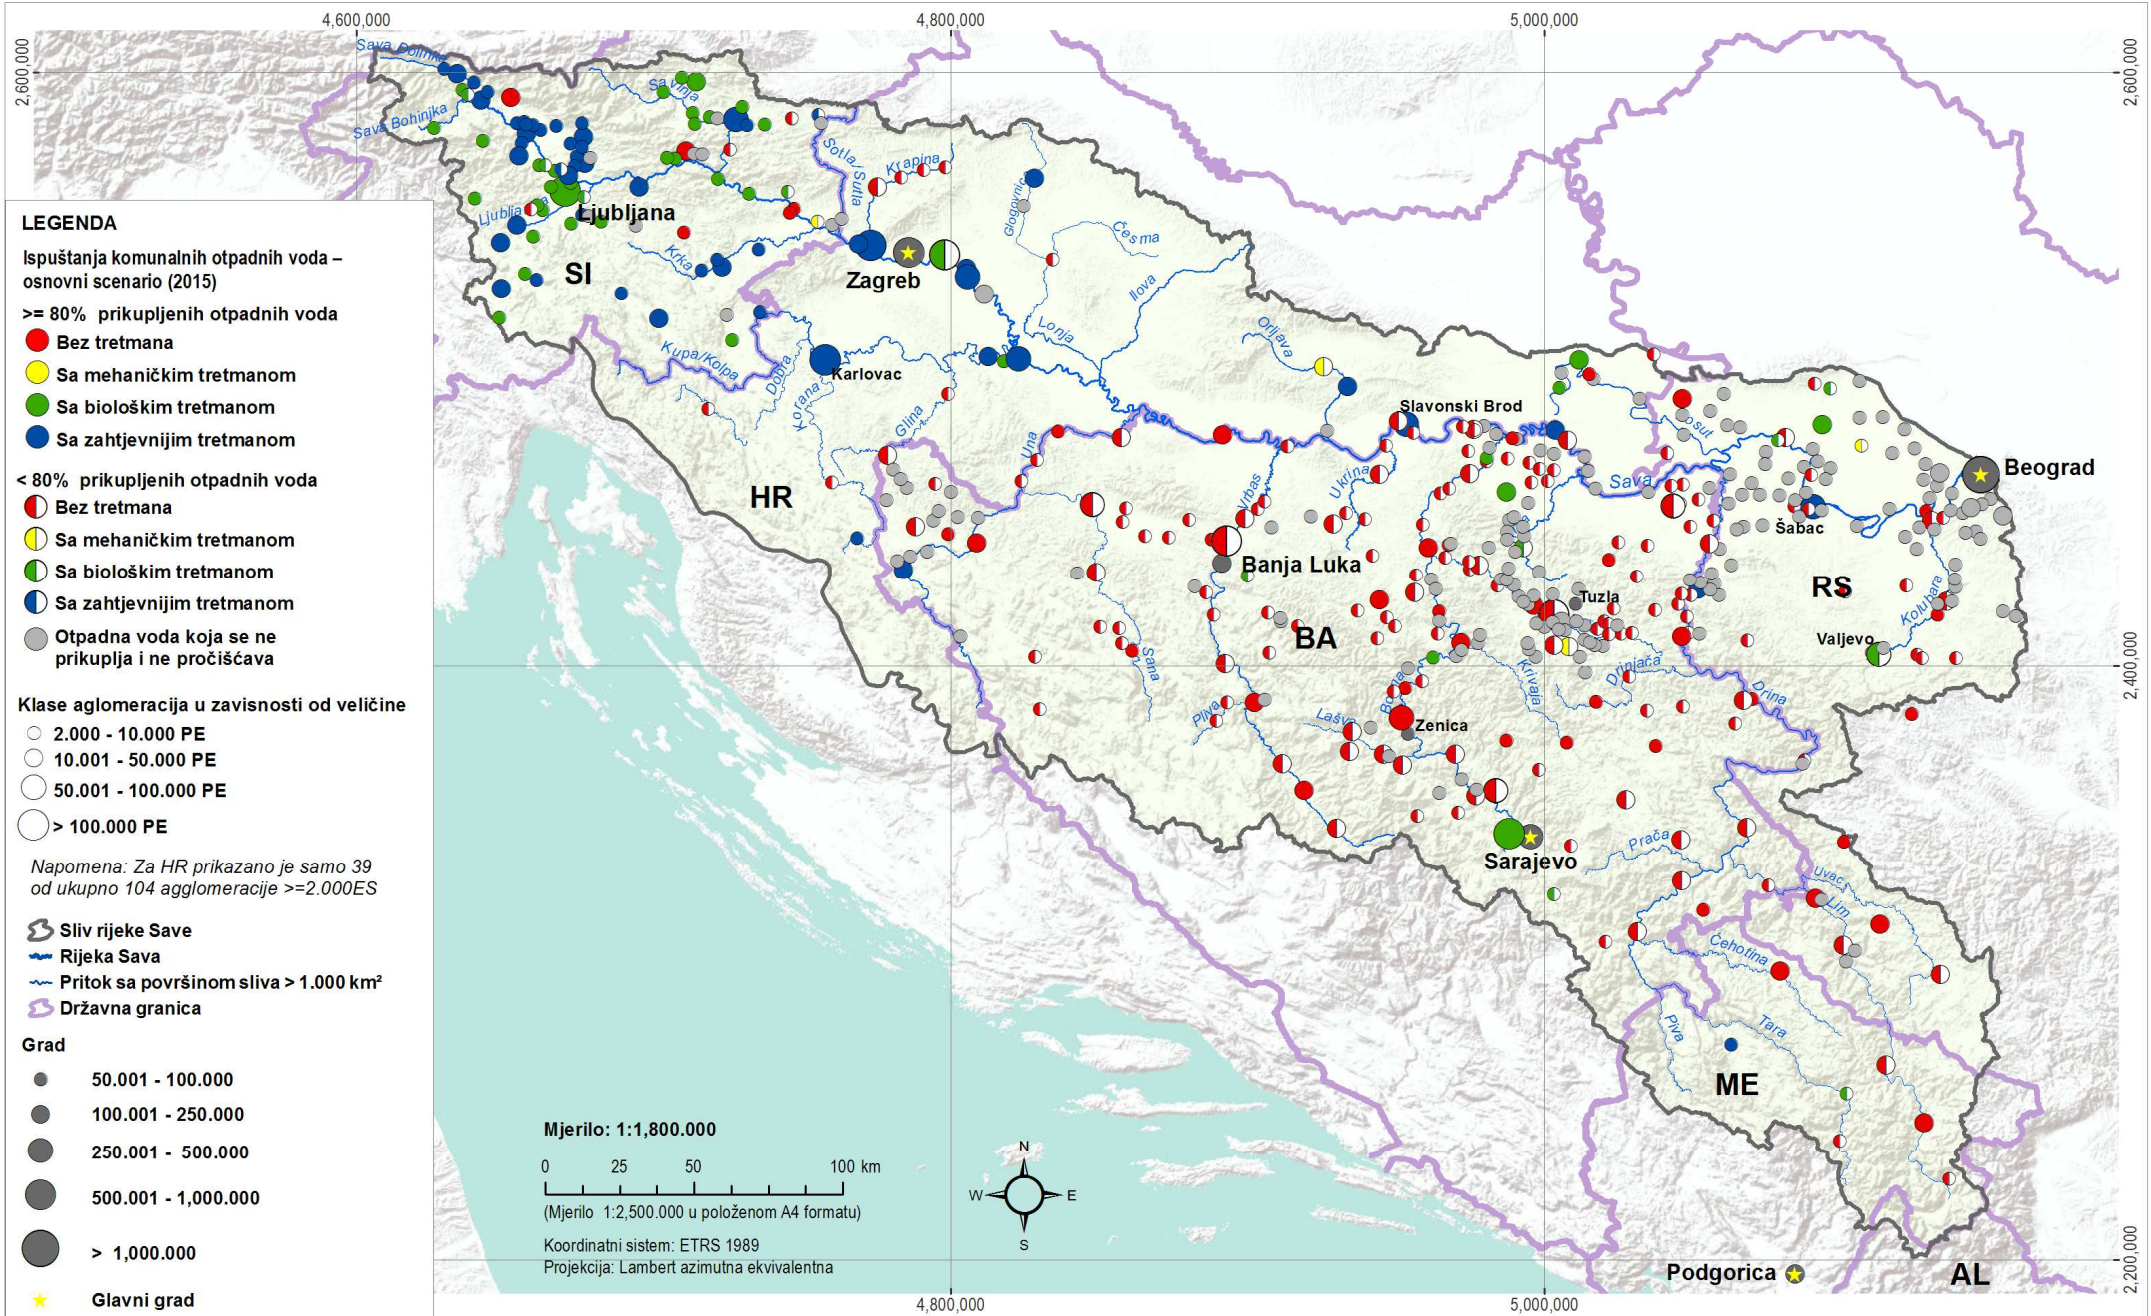 4,600,000
4,800,000
5,000,000
2,600,000
2,600,000
Sava Dolinka
Sava Bohinjka
Savinja
Sotla/Sutla
Krapina
Glogovnica
Česma
Ljubljana
Krka
SI
Zagreb
Ilova
Lonja
Orljava
Kupa/Kolpa
Dobra
Karlovac
Korana
Glina
Slavonski Brod
Una
Ukrina
Vrbas
Sava
Beograd
HR
Šabac
Banja Luka
RS
Tuzla
Kolubara
BA
Valjevo
Sana
Krivaja
Drinjača
2,400,000
Pliva
Lašva
Bosna
Zenica
Drina
Sarajevo
Prača
Uvac
Lim
Ćehotina
Piva
Tara
ME
Podgorica
AL
2,200,000
4,800,000
5,000,000
LEGENDA
Ispuštanja komunalnih otpadnih voda –
osnovni scenario (2015)
>= 80% prikupljenih otpadnih voda
Bez tretmana
Sa mehaničkim tretmanom
Sa biološkim tretmanom
Sa zahtjevnijim tretmanom
< 80% prikupljenih otpadnih voda
Bez tretmana
Sa mehaničkim tretmanom
Sa biološkim tretmanom
Sa zahtjevnijim tretmanom
Otpadna voda koja se ne
prikuplja i ne pročišćava
Klase aglomeracija u zavisnosti od veličine
2.000 - 10.000 PE
10.001 - 50.000 PE
50.001 - 100.000 PE
> 100.000 PE
Napomena: Za HR prikazano je samo 39
od ukupno 104 agglomeracije >=2.000ES
Sliv rijeke Save
Rijeka Sava
Pritok sa površinom sliva > 1.000 km²
Državna granica
Grad
50.001 - 100.000
100.001 - 250.000
250.001 - 500.000
500.001 - 1,000.000
> 1,000.000
Glavni grad
Mjerilo: 1:1,800.000
0 25 50 100 km
(Mjerilo 1:2,500.000 u položenom A4 formatu)
Koordinatni sistem: ETRS 1989
Projekcija: Lambert azimutna ekvivalentna
N
W E
S